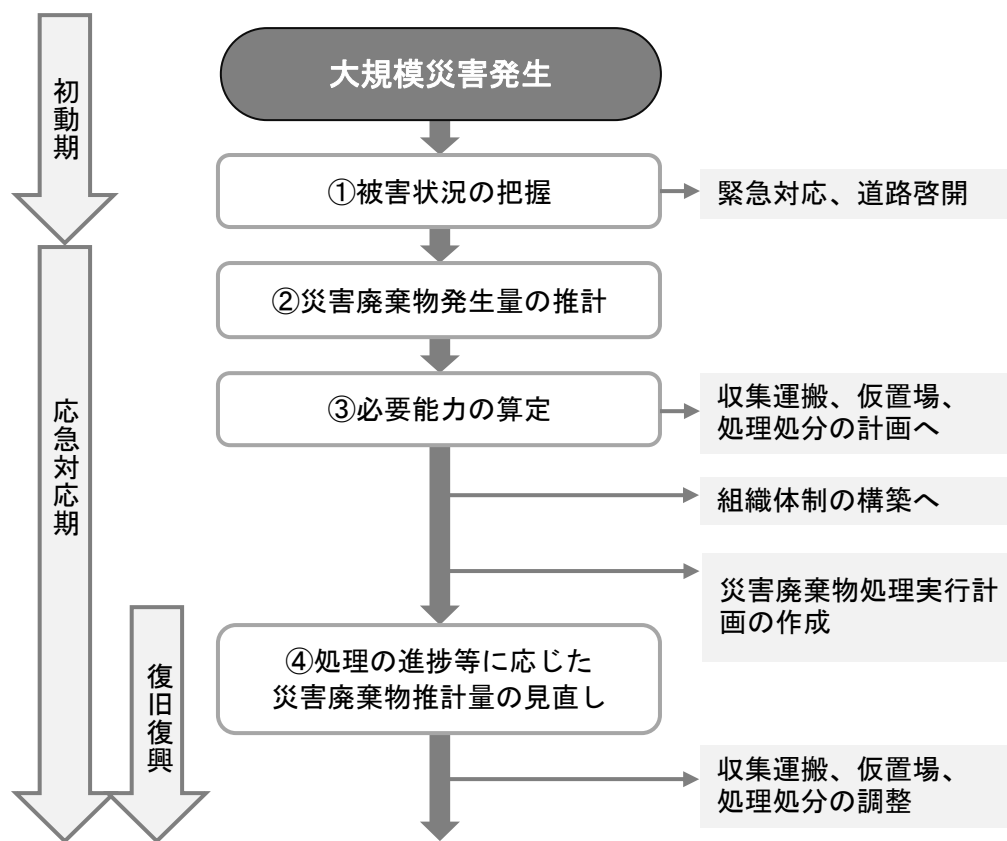 初動期
大規模災害発生
①被害状況の把握
緊急対応、道路啓開
②災害廃棄物発生量の推計
応急対応期
③必要能力の算定
収集運搬、仮置場、
処理処分の計画へ
組織体制の構築へ
災害廃棄物処理実行計
画の作成
復旧復興
④処理の進捗等に応じた
災害廃棄物推計量の見直し
収集運搬、仮置場、
処理処分の調整